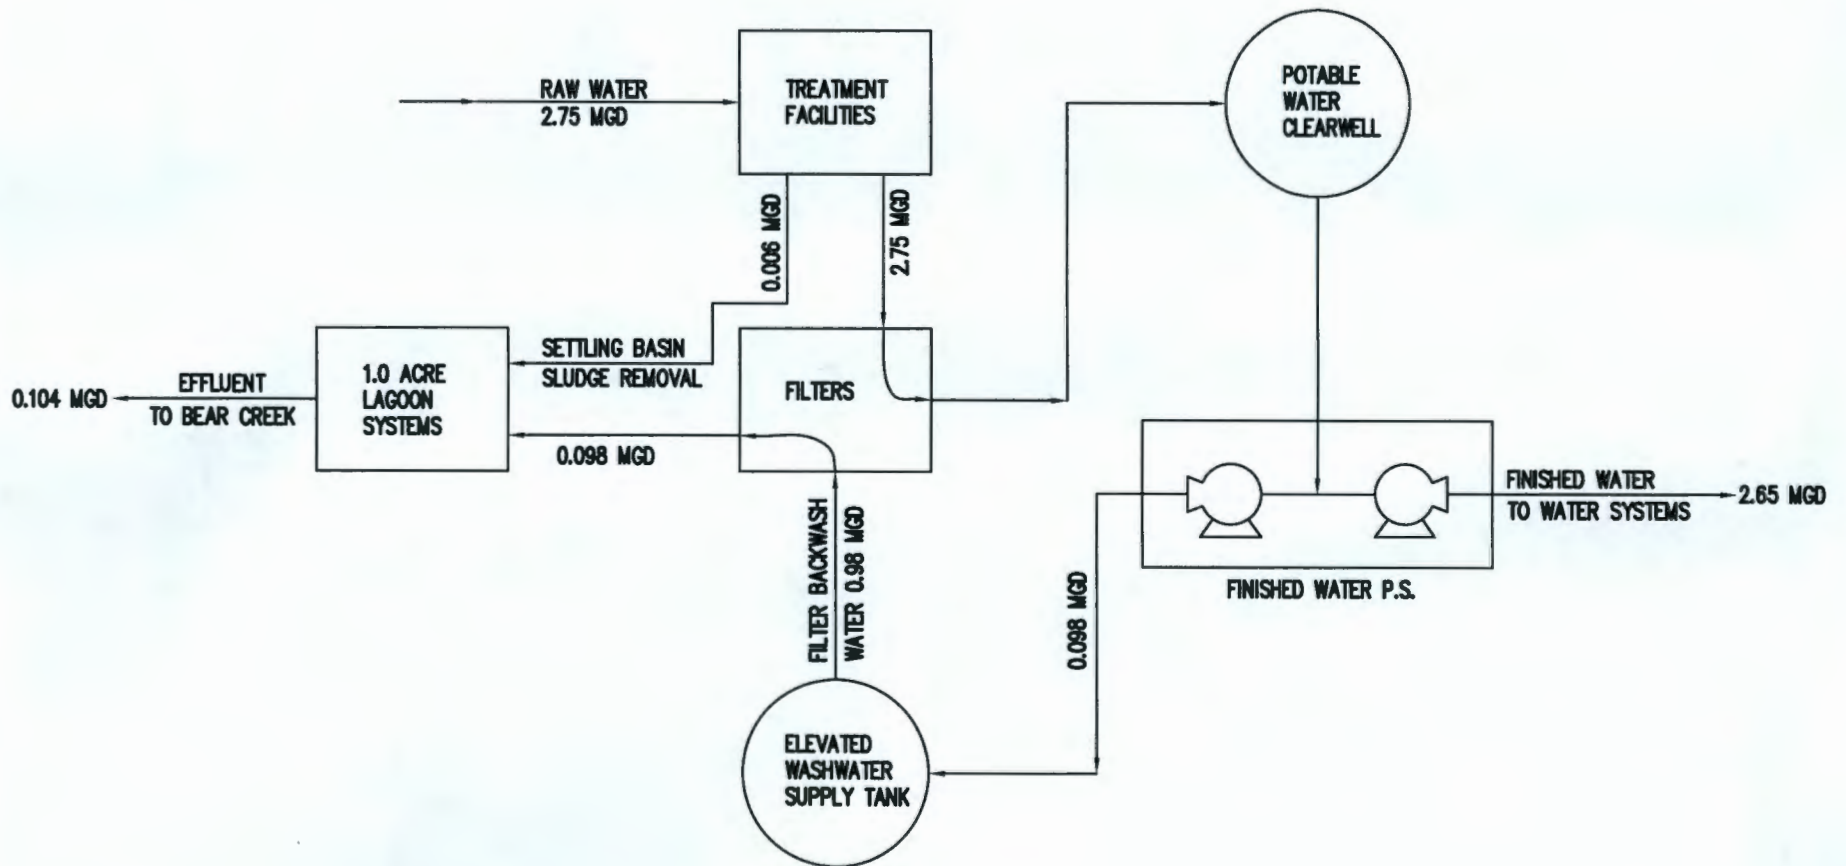 RAW WATER
2.75 MGD
TREATMENT
FACILITIES
POTABLE
WATER
CLEARWELL
0.006 MGD
2.75 MGD
SETTLING BASIN
SLUDGE REMOVAL
1.0 ACRE
LAGOON
SYSTEMS
0.104 MGD
EFFLUENT
TO BEAR CREEK
FILTERS
0.098 MGD
FILTER BACKWASH
WATER 0.98 MGD
0.098 MGD
FINISHED WATER
TO WATER SYSTEMS
2.65 MGD
FINISHED WATER P.S.
ELEVATED
WASHWATER
SUPPLY TANK